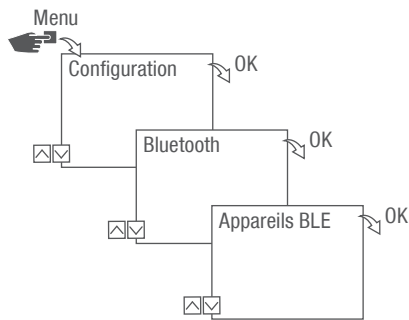 Menu
Configuration
OK
Bluetooth
OK
Appareils BLE
OK